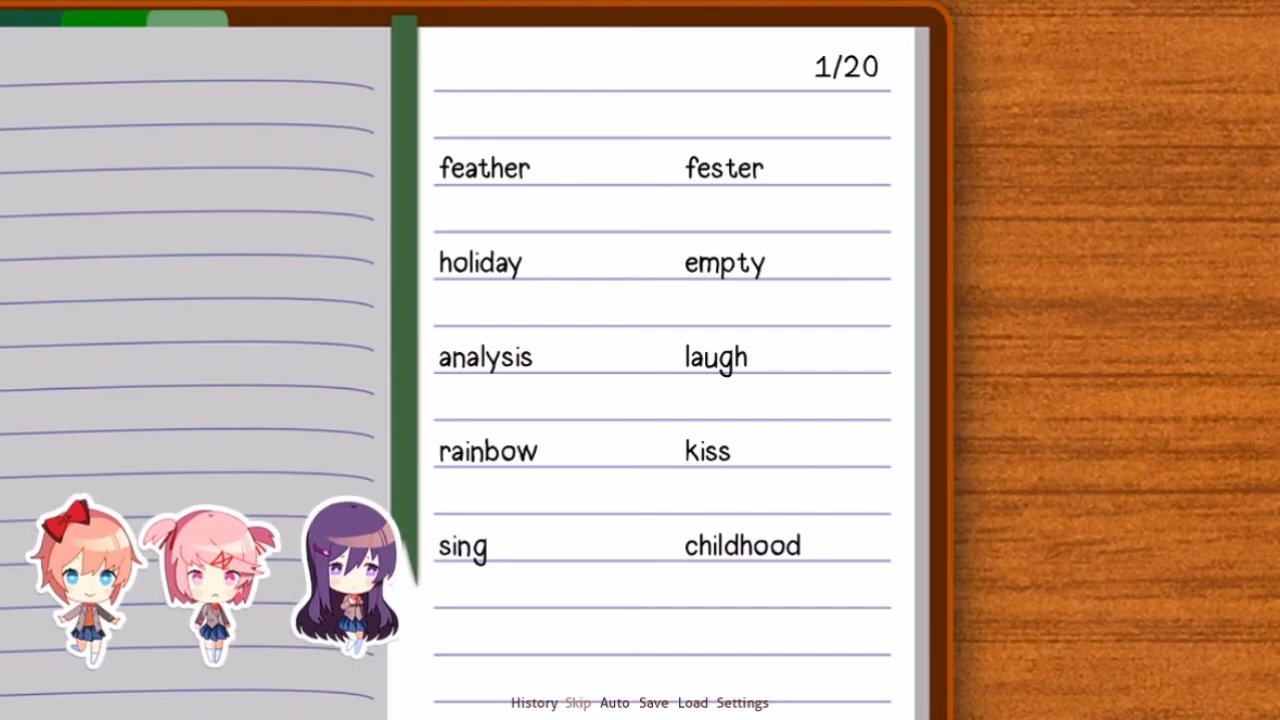 1/20
feather fester
holiday empty
analysis laugh
rainbow kiss
sing childhood
History Skip Auto Save Load Settings